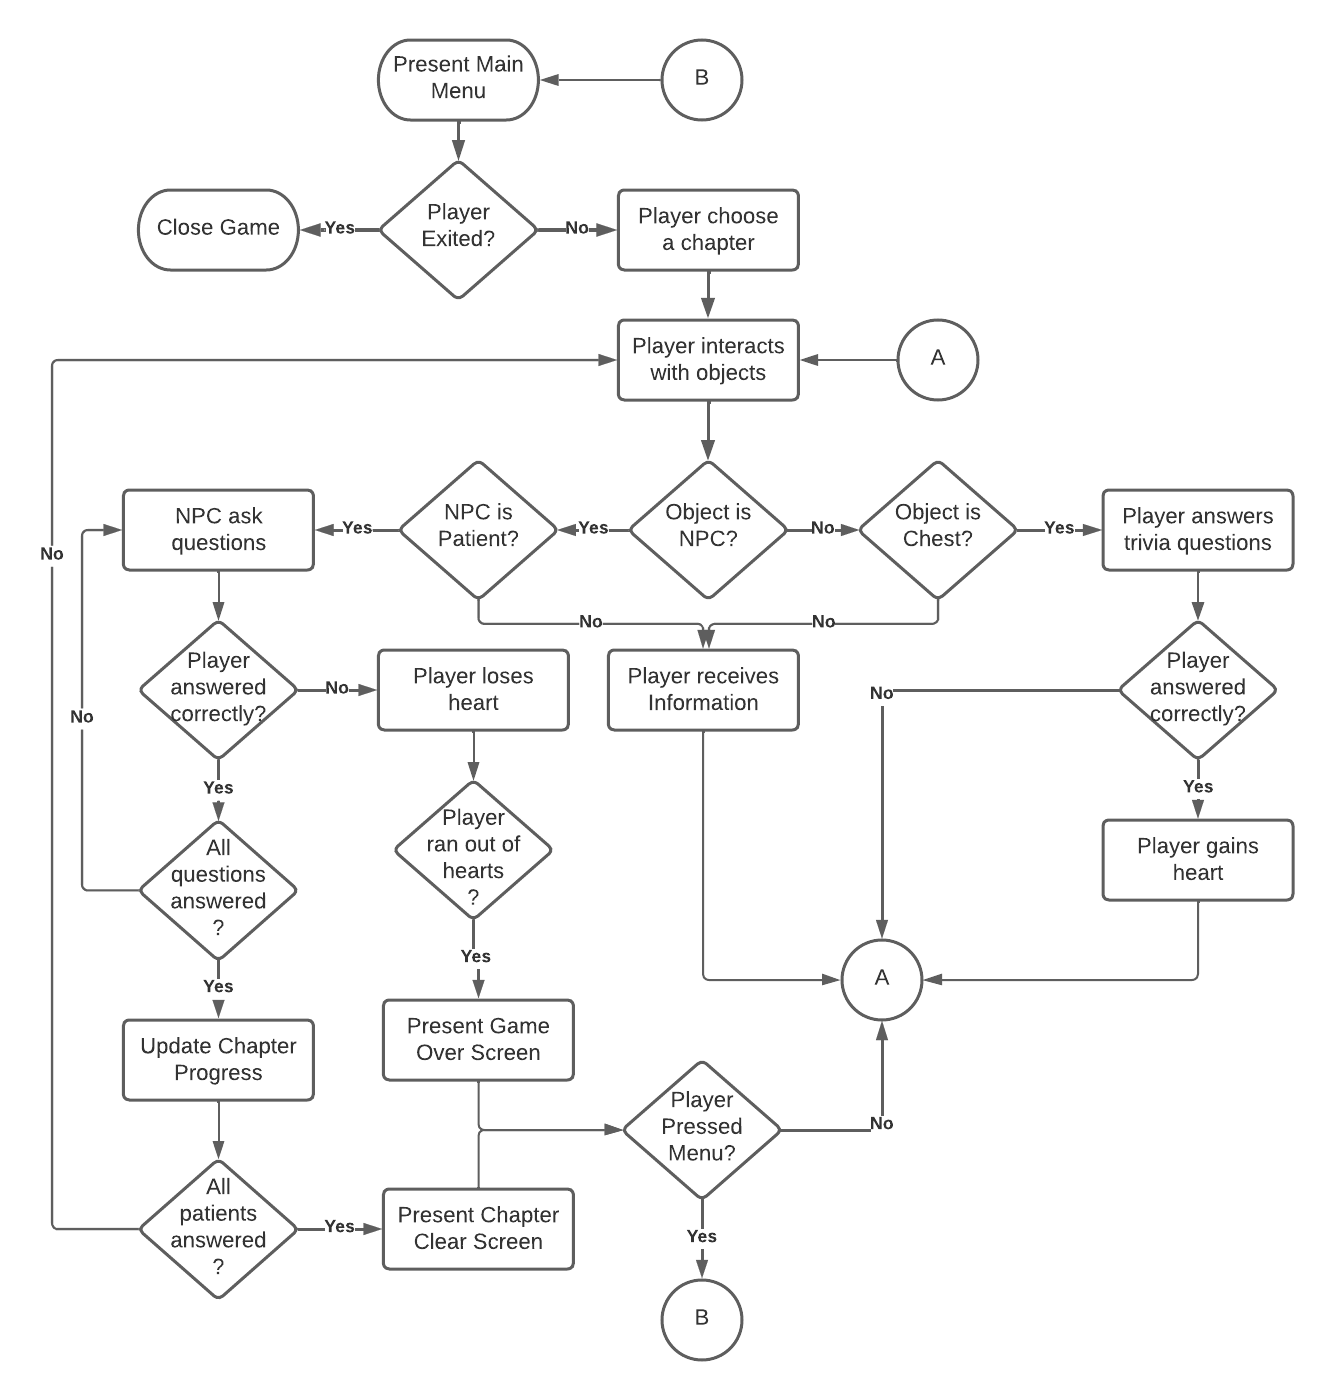 Present Main
Menu
B
Player
Exited?
Yes
Close Game
No
Player choose
a chapter
Player interacts
with objects
A
Object is
NPC?
Yes
NPC is
Patient?
Yes
NPC ask
questions
No
Object is
Chest?
Yes
Player answers
trivia questions
No
No
No
Player receives
Information
Player
answered
correctly?
No
Player loses
heart
No
Player
answered
correctly?
No
Yes
Player gains
heart
Yes
All
questions
answered
?
Player
ran out of
hearts
?
Yes
Yes
A
Update Chapter
Progress
Present Game
Over Screen
Player
Pressed
Menu?
No
All
patients
answered
?
Yes
Present Chapter
Clear Screen
Yes
B